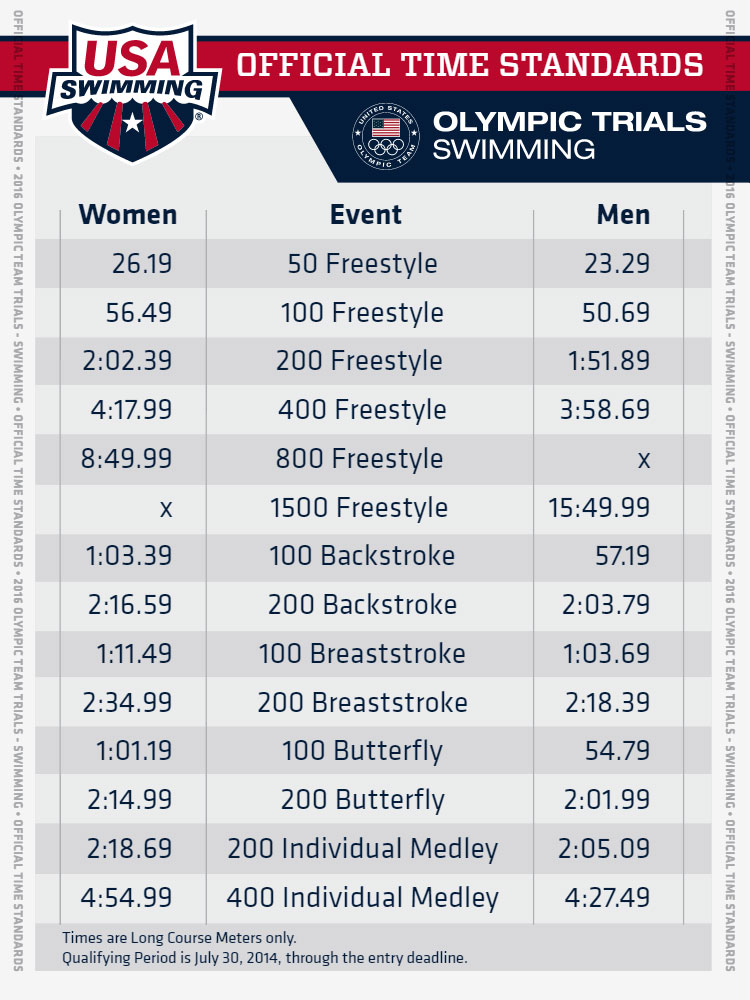 USA
SWIMMING
®
OFFICIAL TIME STANDARDS
UNITED STATES
OLYMPIC TEAM
OLYMPIC TRIALS
SWIMMING
Women Event Men
26.19 50 Freestyle 23.29
56.49 100 Freestyle 50.69
2:02.39 200 Freestyle 1:51.89
4:17.99 400 Freestyle 3:58.69
8:49.99 800 Freestyle x
x 1500 Freestyle 15:49.99
1:03.39 100 Backstroke 57.19
2:16.59 200 Backstroke 2:03.79
1:11.49 100 Breaststroke 1:03.69
2:34.99 200 Breaststroke 2:18.39
1:01.19 100 Butterfly 54.79
2:14.99 200 Butterfly 2:01.99
2:18.69 200 Individual Medley 2:05.09
4:54.99 400 Individual Medley 4:27.49
Times are Long Course Meters only.
Qualifying Period is July 30, 2014, through the entry deadline.
OFFICIAL TIME STANDARDS • 2016 OLYMPIC TEAM TRIALS - SWIMMING • OFFICIAL TIME STANDARDS • 2016 OLYMPIC TEAM TRIALS - SWIMMING • OFFICIAL TIME STANDARDS
OFFICIAL TIME STANDARDS • 2016 OLYMPIC TEAM TRIALS - SWIMMING • OFFICIAL TIME STANDARDS • 2016 OLYMPIC TEAM TRIALS - SWIMMING • OFFICIAL TIME STANDARDS